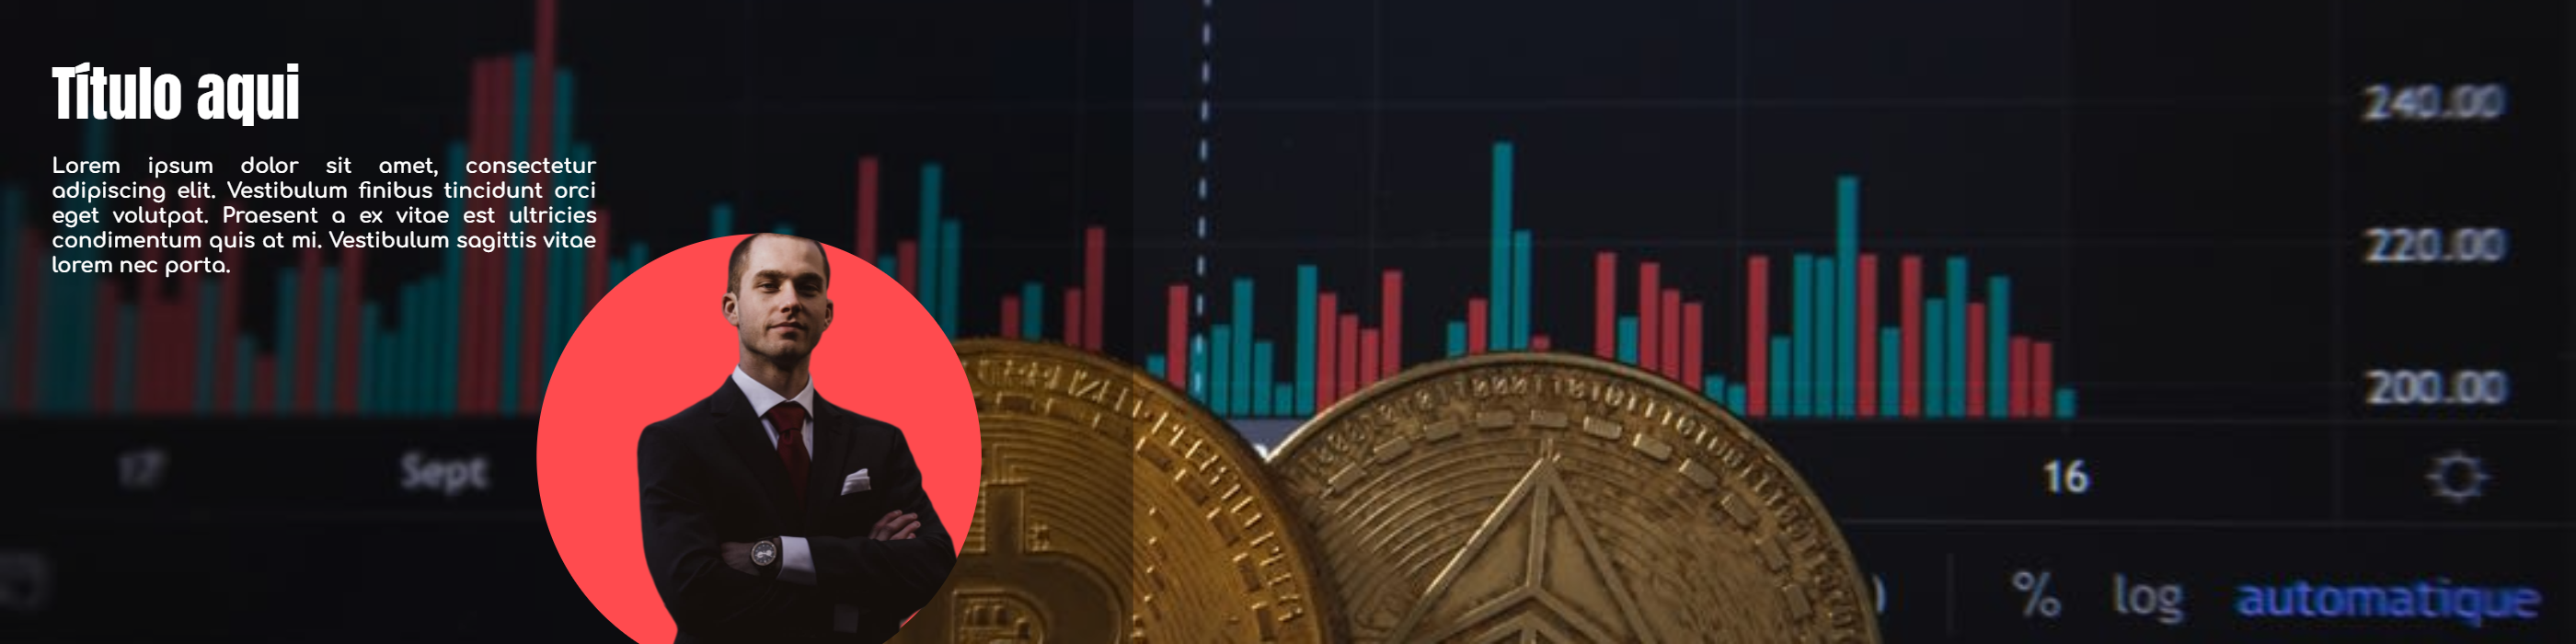 Título aqui
Lorem ipsum dolor sit amet, consectetur
adipiscing elit. Vestibulum finibus tincidunt orci
eget volutpat. Praesent a ex vitae est ultricies
condimentum quis at mi. Vestibulum sagittis vitae
lorem nec porta.
240.00
220.00
200.00
17 Sept 16
% log automatique